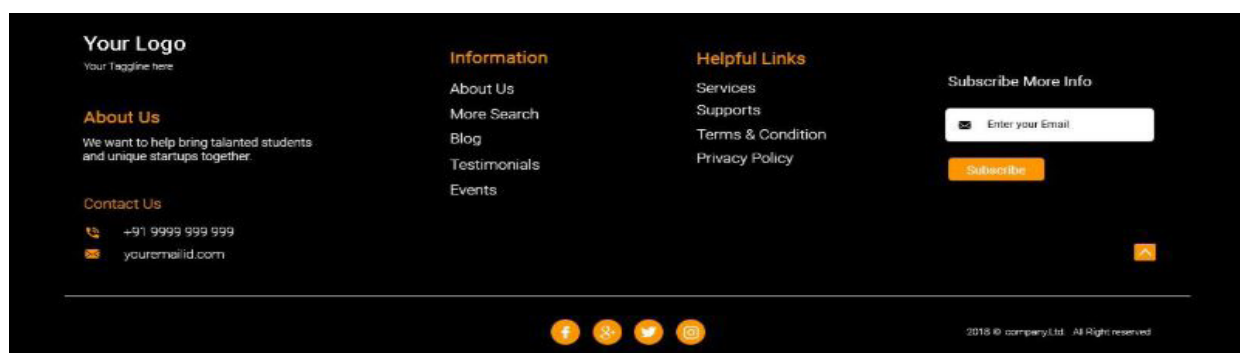 Your Logo
Your Taggline here
About Us
We want to help bring talanted students
and unique startups together.
Contact Us
+91 9999 999 999
youremailid.com
Information
About Us
More Search
Blog
Testimonials
Events
Helpful Links
Services
Supports
Terms & Condition
Privacy Policy
Subscribe More Info
Enter your Email
Subscribe
2018 © company.Ltd. All Right reserved